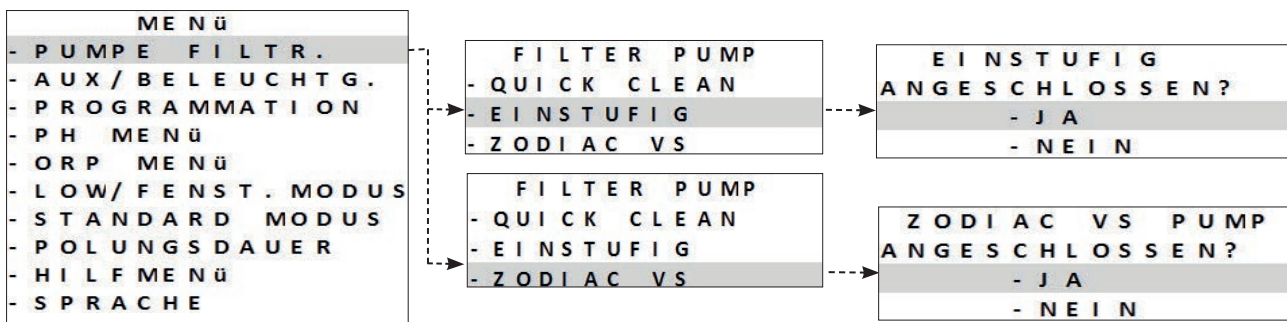 MENü
- PUMPE FILTR.
- AUX/BELEUCHTG.
- PROGRAMMATION
- PH MENü
- ORP MENü
- LOW/FENST.MODUS
- STANDARD MODUS
- POLUNGSDAUER
- HILFMENü
- SPRACHE
FILTER PUMP
- QUICK CLEAN
- EINSTUFIG
- ZODIAC VS
EINSTUFIG
ANGESCHLOSSEN?
- JA
- NEIN
FILTER PUMP
- QUICK CLEAN
- EINSTUFIG
- ZODIAC VS
ZODIAC VS PUMP
ANGESCHLOSSEN?
- JA
- NEIN